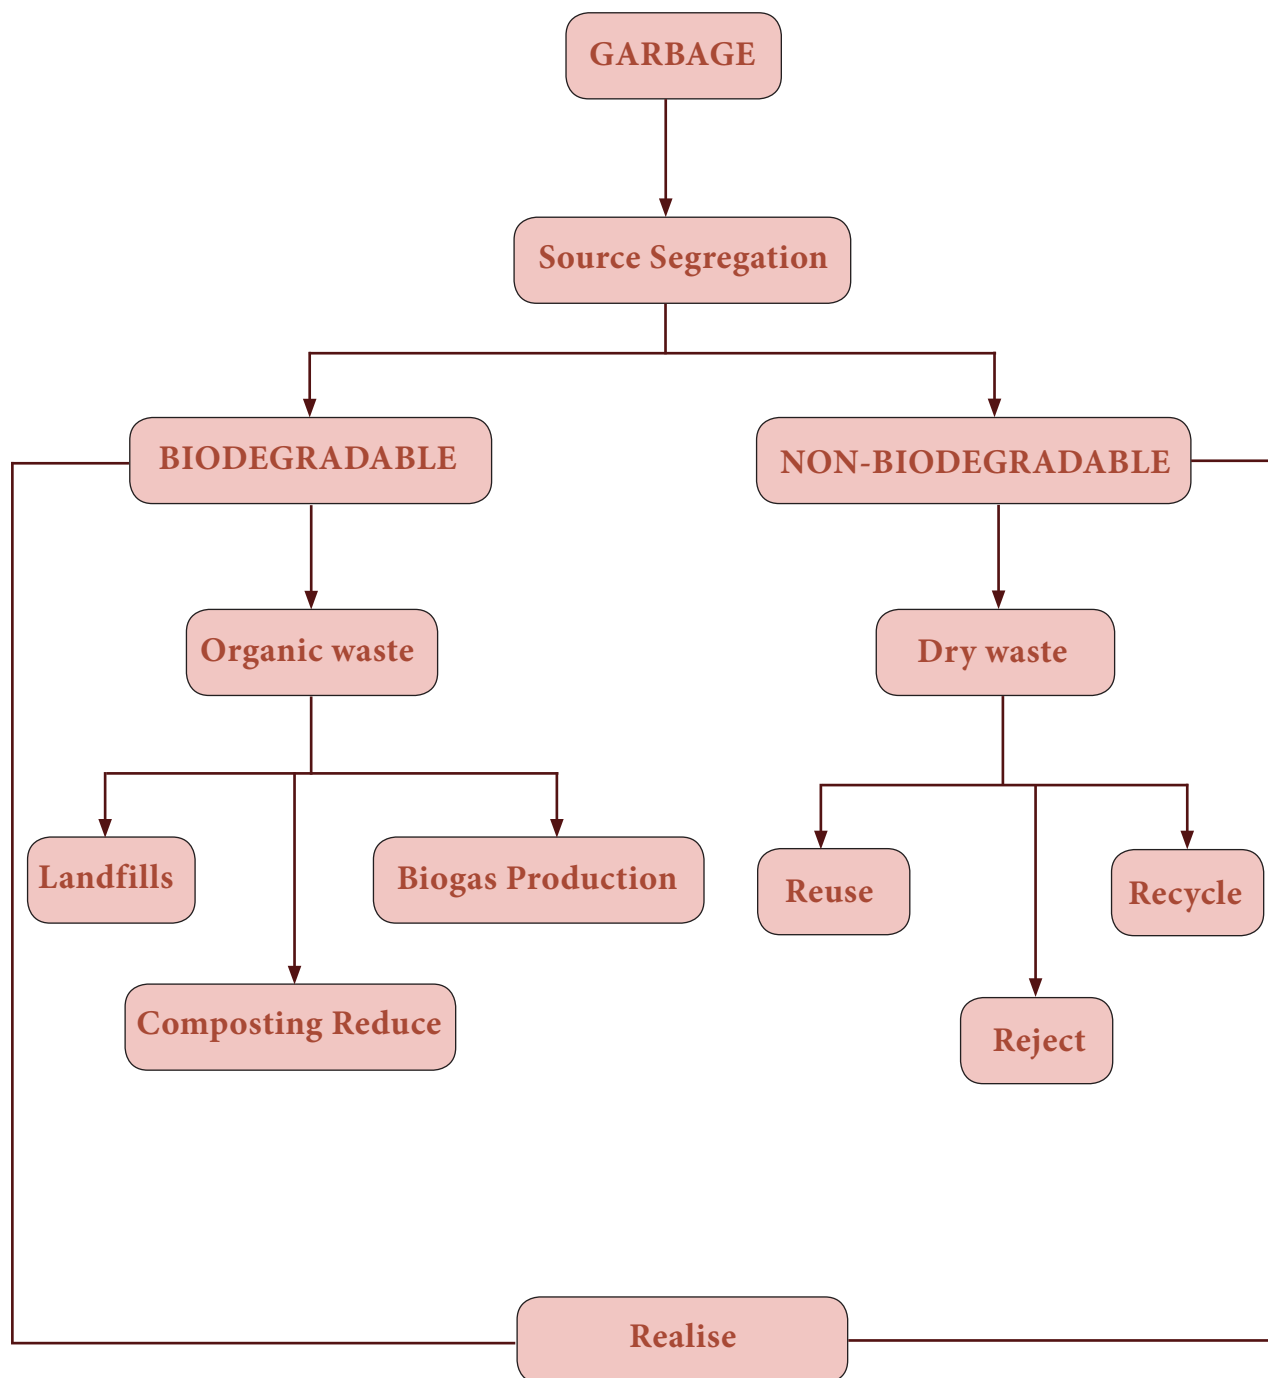 GARBAGE
Source Segregation
BIODEGRADABLE
NON-BIODEGRADABLE
Organic waste
Dry waste
Landfills
Biogas Production
Reuse
Recycle
Composting Reduce
Reject
Realise